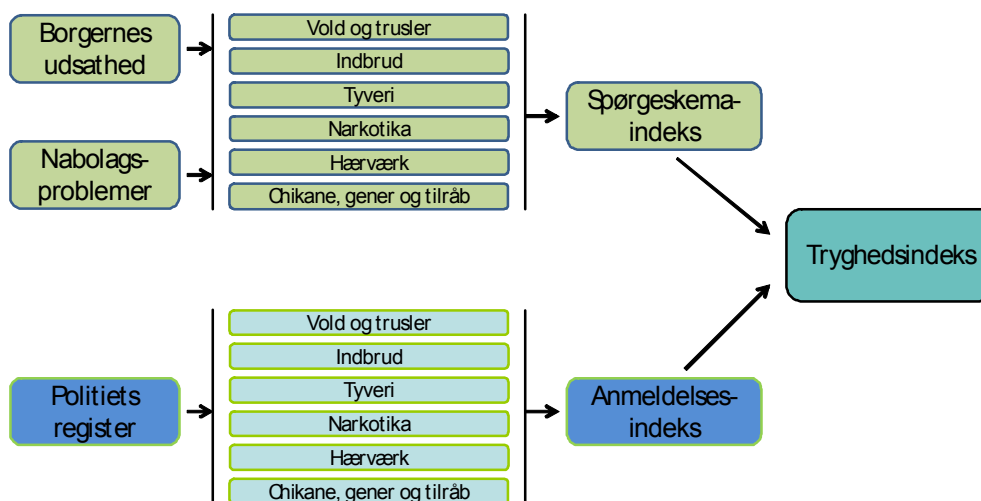 Borgernes
udsathed
Nabolags-
problemer
Vold og trusler
Indbrud
Tyveri
Narkotika
Hærværk
Chikane, gener og tilråb
Spørgeskema-
indeks
Tryghedsindeks
Politiets
register
Vold og trusler
Indbrud
Tyveri
Narkotika
Hærværk
Chikane, gener og tilråb
Anmeldelses-
indeks